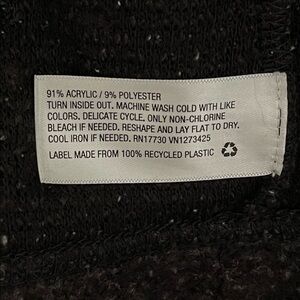 91% ACRYLIC / 9% POLYESTER
TURN INSIDE OUT. MACHINE WASH COLD WITH LIKE
COLORS, DELICATE CYCLE, ONLY NON-CHLORINE
BLEACH IF NEEDED. RESHAPE AND LAY FLAT TO DRY.
COOL IRON IF NEEDED. RN17730 VN1273425
LABEL MADE FROM 100% RECYCLED PLASTIC